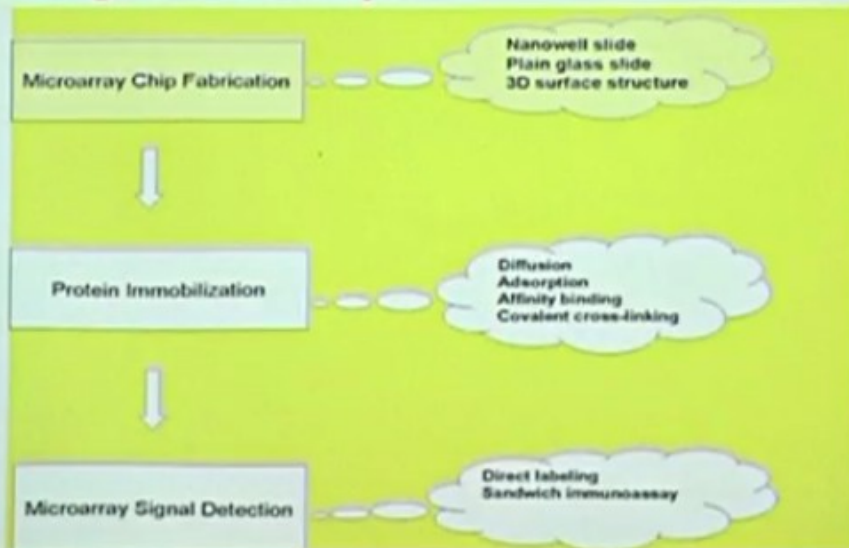 Microarray Chip Fabrication
Nanowell slide
Plain glass slide
3D surface structure
Protein Immobilization
Diffusion
Adsorption
Affinity binding
Covalent cross-linking
Microarray Signal Detection
Direct labeling
Sandwich immunoassay